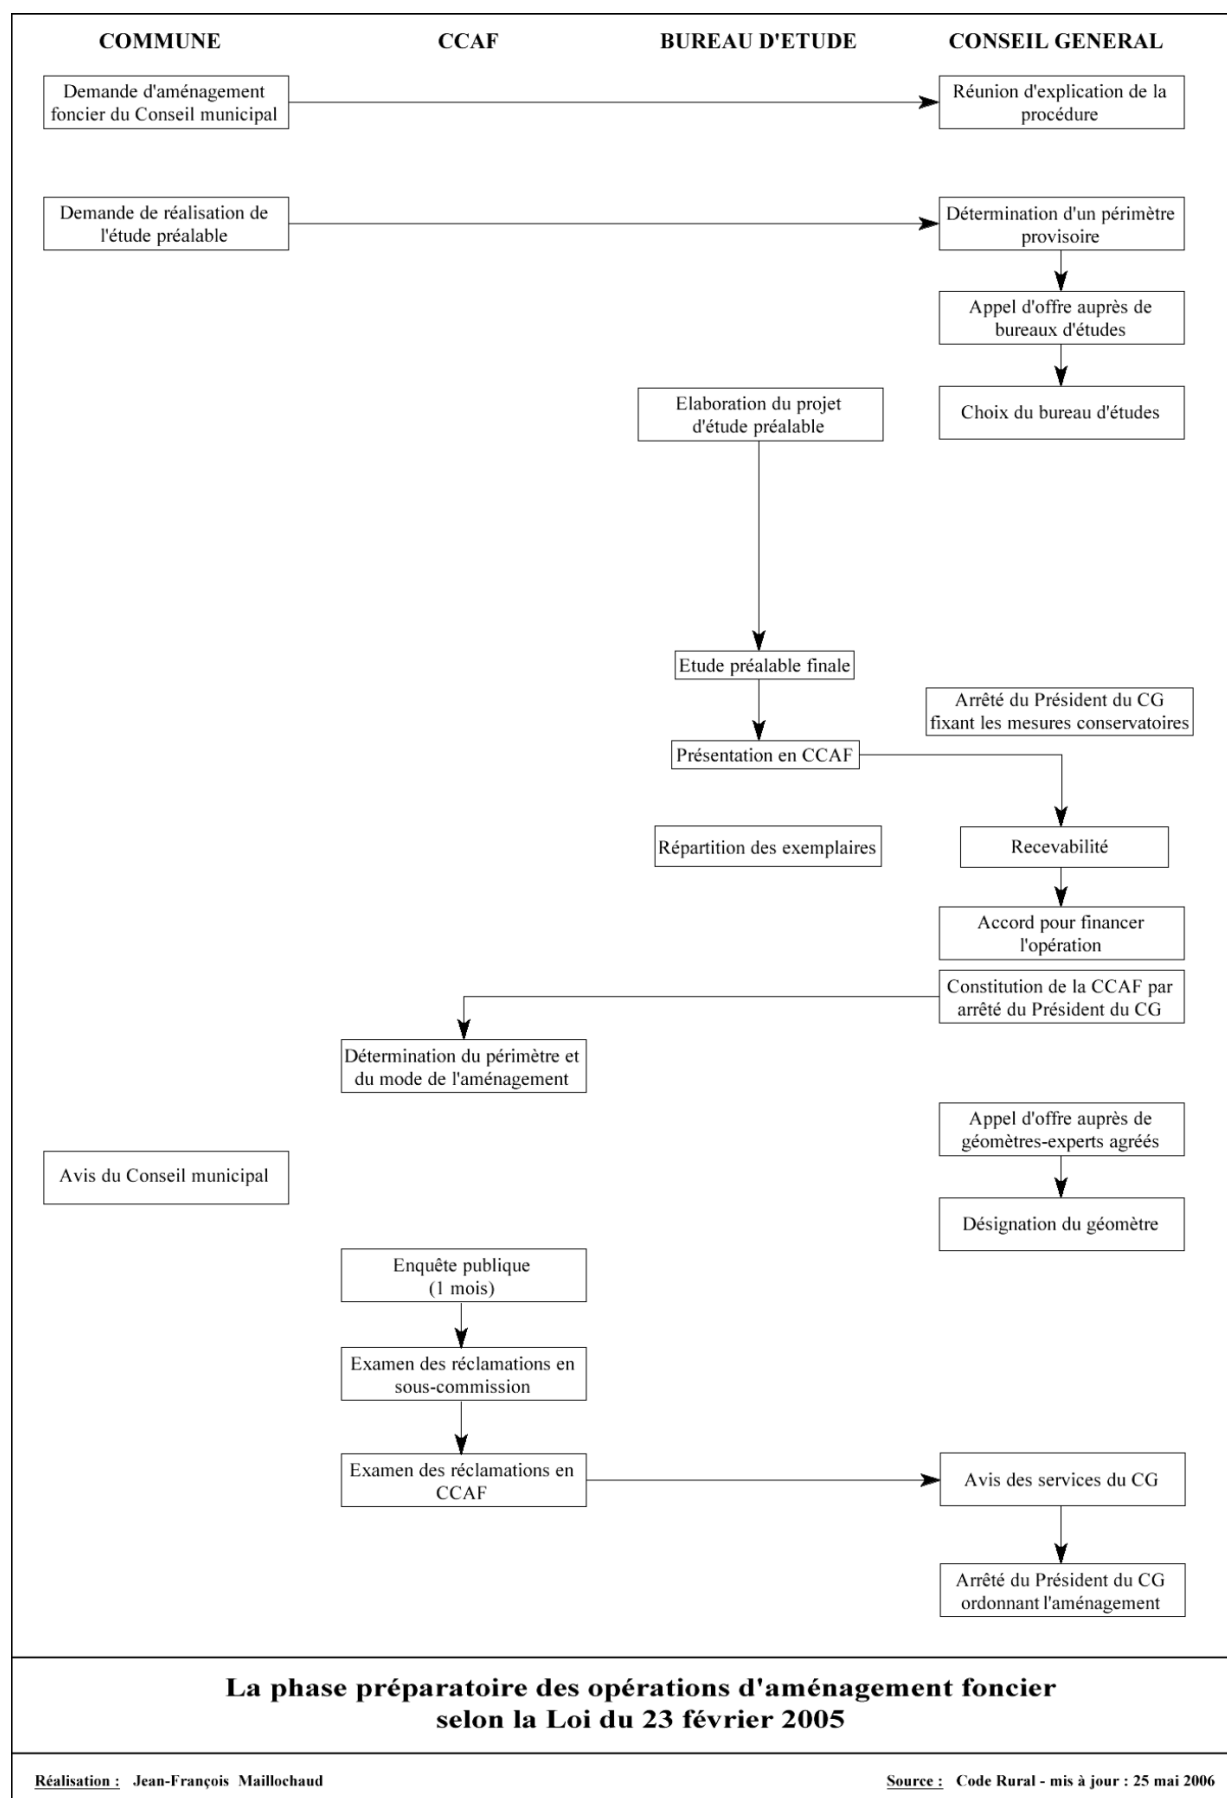 COMMUNE
CCAF
BUREAU D'ETUDE
CONSEIL GENERAL
Demande d'aménagement
foncier du Conseil municipal
Réunion d'explication de la
procédure
Demande de réalisation de
l'étude préalable
Détermination d'un périmètre
provisoire
Appel d'offre auprès de
bureaux d'études
Elaboration du projet
d'étude préalable
Choix du bureau d'études
Etude préalable finale
Arrêté du Président du CG
fixant les mesures conservatoires
Présentation en CCAF
Répartition des exemplaires
Recevabilité
Accord pour financer
l'opération
Constitution de la CCAF par
arrêté du Président du CG
Détermination du périmètre et
du mode de l'aménagement
Appel d'offre auprès de
géomètres-experts agréés
Avis du Conseil municipal
Désignation du géomètre
Enquête publique
(1 mois)
Examen des réclamations en
sous-commission
Examen des réclamations en
CCAF
Avis des services du CG
Arrêté du Président du CG
ordonnant l'aménagement
La phase préparatoire des opérations d'aménagement foncier
selon la Loi du 23 février 2005
Réalisation : Jean-François Maillochaud
Source : Code Rural - mis à jour : 25 mai 2006